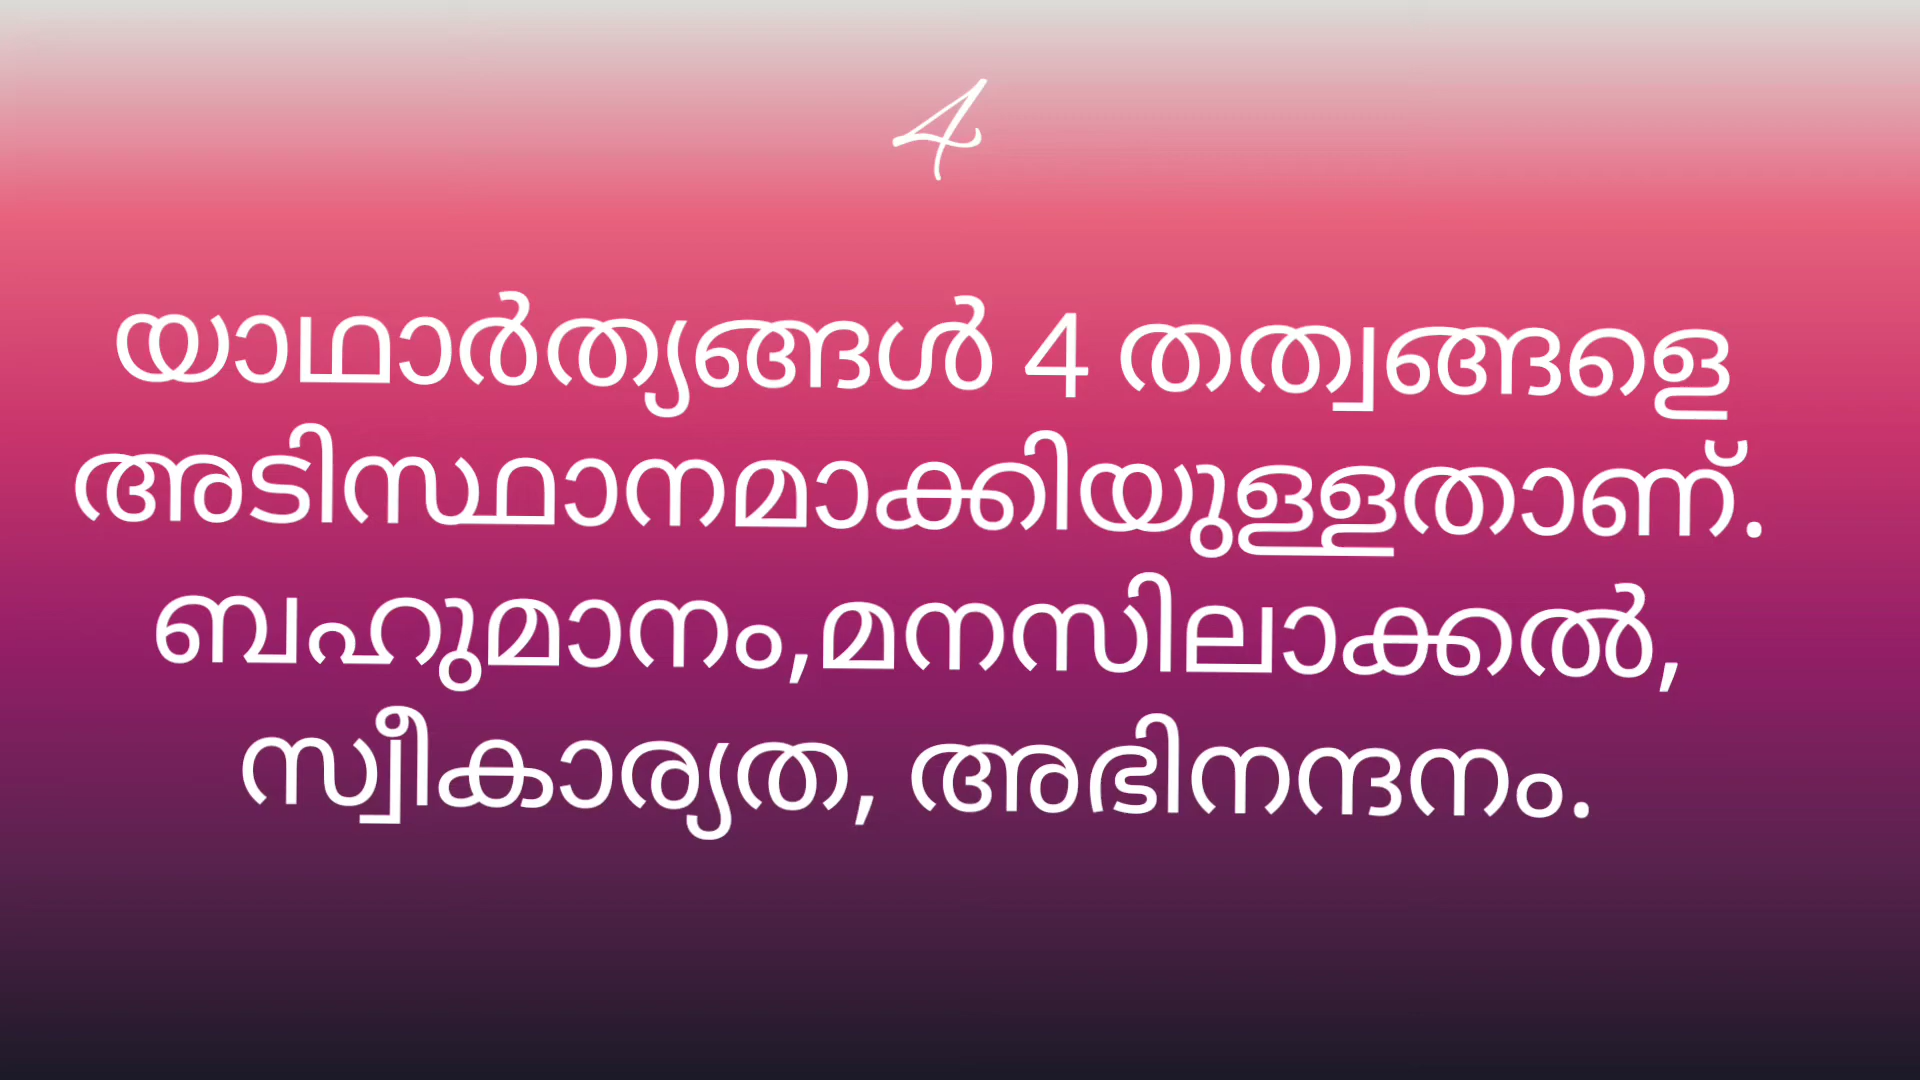 4
യാഥാർത്യങ്ങൾ 4 തത്വങ്ങളെ
അടിസ്ഥാനമാക്കിയുള്ളതാണ്.
ബഹുമാനം,മനസിലാക്കൽ,
സ്വീകാര്യത, അഭിനന്ദനം.